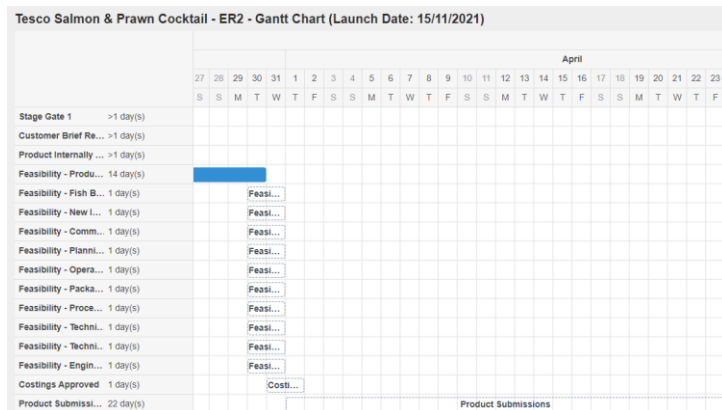 Tesco Salmon & Prawn Cocktail - ER2 - Gantt Chart (Launch Date: 15/11/2021)
April
27 28 29 30 31 1 2 3 4 5 6 7 8 9 10 11 12 13 14 15 16 17 18 19 20 21 22 23
S S M T W T F S S M T W T F S S M T W T F S S M T W T F
Stage Gate 1 >1 day(s)
Customer Brief Re... >1 day(s)
Product Internally ... >1 day(s)
Feasibility - Produ... 14 day(s)
Feasibility - Fish B... 1 day(s) Feasi...
Feasibility - New I... 1 day(s) Feasi...
Feasibility - Comm... 1 day(s) Feasi...
Feasibility - Planni... 1 day(s) Feasi...
Feasibility - Opera... 1 day(s) Feasi...
Feasibility - Packa... 1 day(s) Feasi...
Feasibility - Proce... 1 day(s) Feasi...
Feasibility - Techni... 1 day(s) Feasi...
Feasibility - Techni... 1 day(s) Feasi...
Feasibility - Engin... 1 day(s) Feasi...
Costings Approved 1 day(s) Costi...
Product Submissi... 22 day(s) Product Submissions